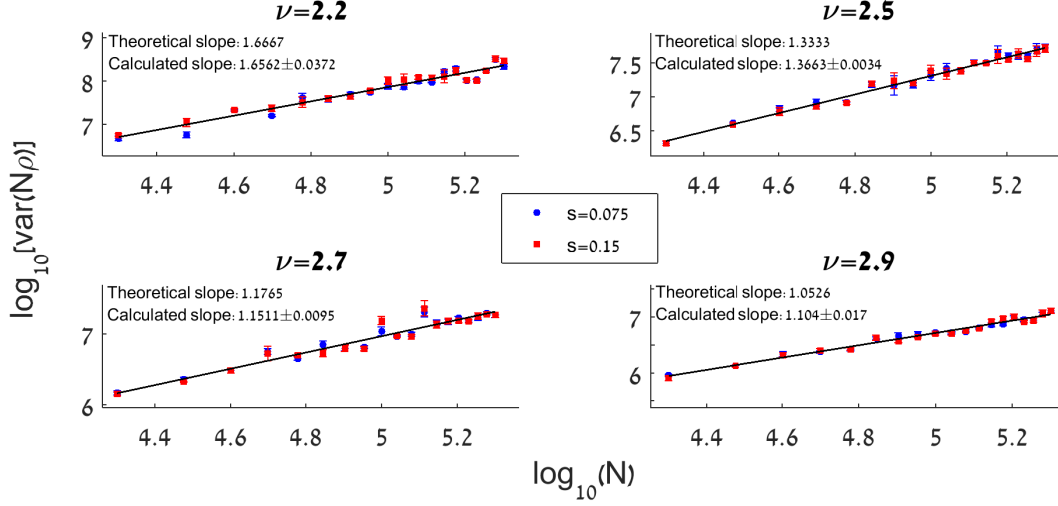 ν=2.2
Theoretical slope: 1.6667
Calculated slope: 1.6562±0.0372
9
8
7
4.4 4.6 4.8 5 5.2
ν=2.5
Theoretical slope: 1.3333
Calculated slope: 1.3663±0.0034
7.5
7
6.5
4.4 4.6 4.8 5 5.2
s=0.075
s=0.15
log10[var(Nρ)]
ν=2.7
Theoretical slope: 1.1765
Calculated slope: 1.1511±0.0095
7
6
4.4 4.6 4.8 5 5.2
ν=2.9
Theoretical slope: 1.0526
Calculated slope: 1.104±0.017
7
6
4.4 4.6 4.8 5 5.2
log10(N)